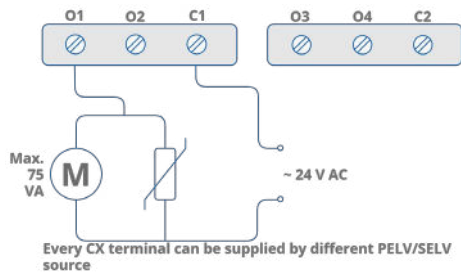 O1 O2 C1 O3 O4 C2
Max.
75
VA
M
~ 24 V AC
Every CX terminal can be supplied by different PELV/SELV
source